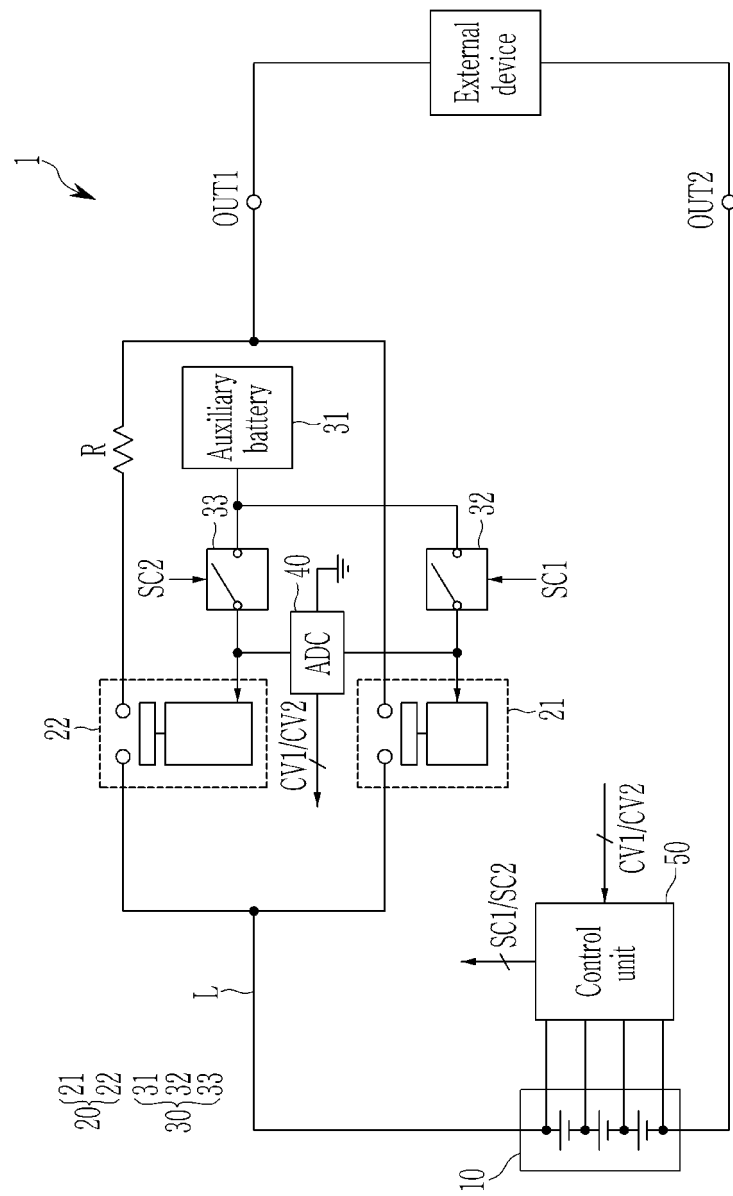 1
External
device
OUT1
OUT2
R
Auxiliary
battery
31
33
SC2
32
SC1
40
ADC
22
21
CV1/CV2
L
SC1/SC2
CV1/CV2
50
Control
unit
10
20{21
22
30{31
32
33